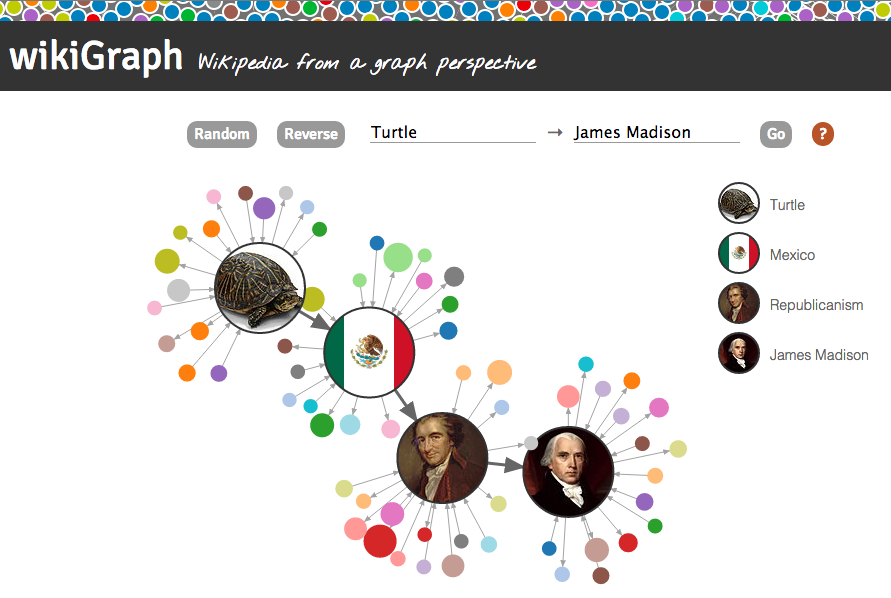 wikiGraph Wikipedia from a graph perspective
Random Reverse Turtle → James Madison Go ?
Turtle
Mexico
Republicanism
James Madison